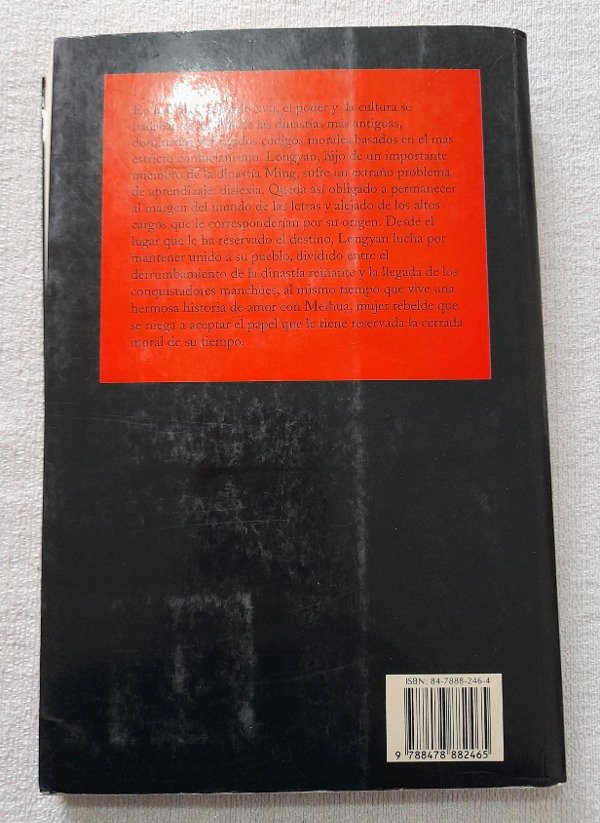 En la              xvii, el poder y la cultura se
                   las dinastías más antiguas,
                   códigos morales basados en el más
estricto confucianismo. Longyan, hijo de un importante
miembro de la dinastía Ming, sufre un extraño problema
de aprendizaje: dislexia. Queda así obligado a permanecer
al margen del mundo de las letras y alejado de los altos
cargos que le corresponderían por su origen. Desde el
lugar que le ha reservado el destino, Longyan lucha por
mantener unido a su pueblo, dividido entre el
derrumbamiento de la dinastía reinante y la llegada de los
conquistadores manchúes, al mismo tiempo que vive una
hermosa historia de amor con Meihua, mujer rebelde que
se niega a aceptar el papel que le tiene reservada la cerrada
moral de su tiempo.
ISBN: 84-7888-246-4
9 788478 882465